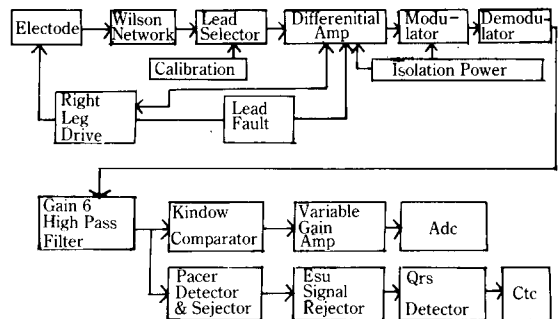 Electode
Wilson
Network
Lead
Selector
Differenitial
Amp
Modu-
lator
Demodu-
lator
Calibration
Isolation Power
Right
Leg
Drive
Lead
Fault
Gain 6
High Pass
Filter
Kindow
Comparator
Variable
Gain
Amp
Adc
Pacer
Detector
& Sejector
Esu
Signal
Rejector
Qrs
Detector
Ctc